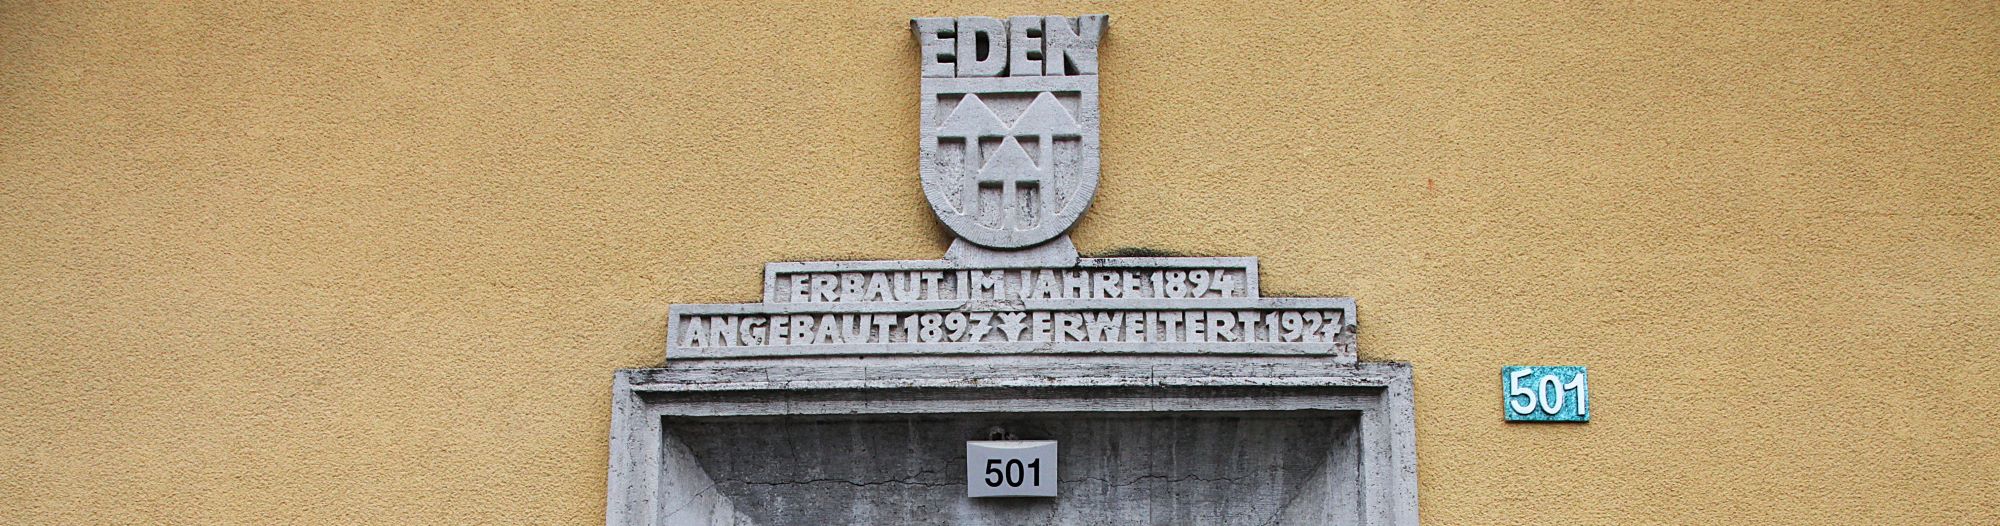 EDEN
ERBAUT IM JAHRE 1894
ANGEBAUT 1897 ERWEITERT 1927
501
501